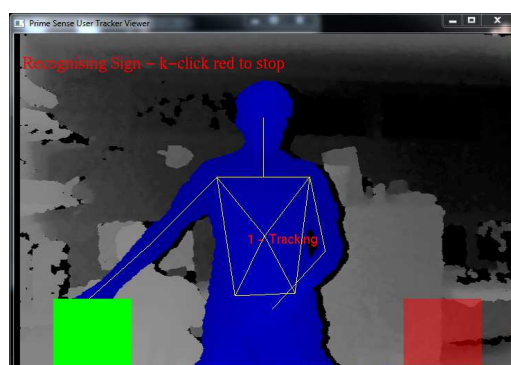 Prime Sense User Tracker Viewer
Recognising Sign - k-click red to stop
1 - Tracking